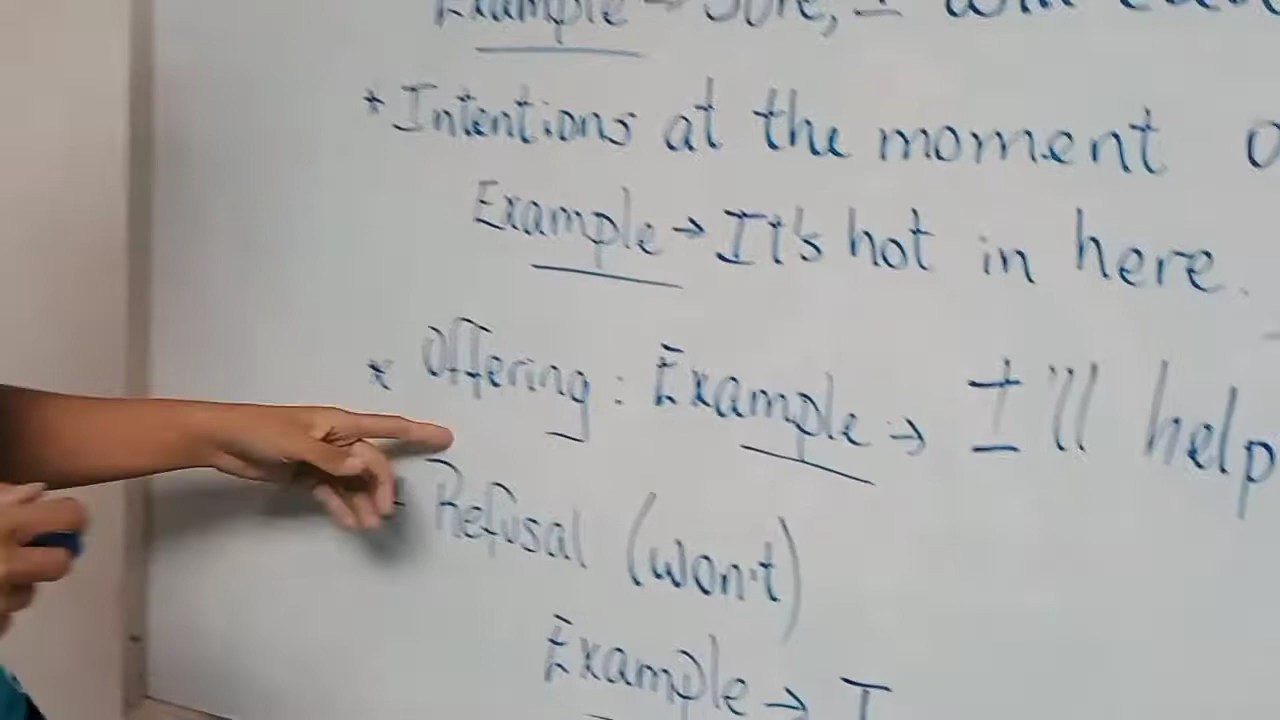 Example → Sure, I will
* Intentions at the moment
Example → It's hot in here.
* Offering: Example → I'll help
Refusal (won't)
Example → I